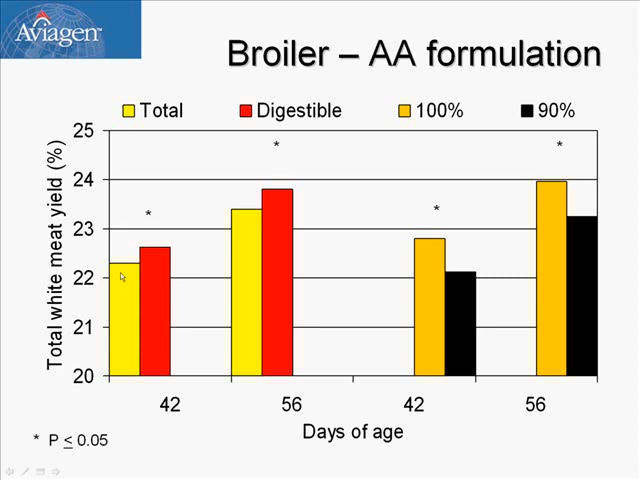 Aviagen™
Broiler – AA formulation
Total Digestible 100% 90%
Total white meat yield (%)
25
24
23
22
21
20
* * * *
42 56 42 56
Days of age
* P ≤ 0.05